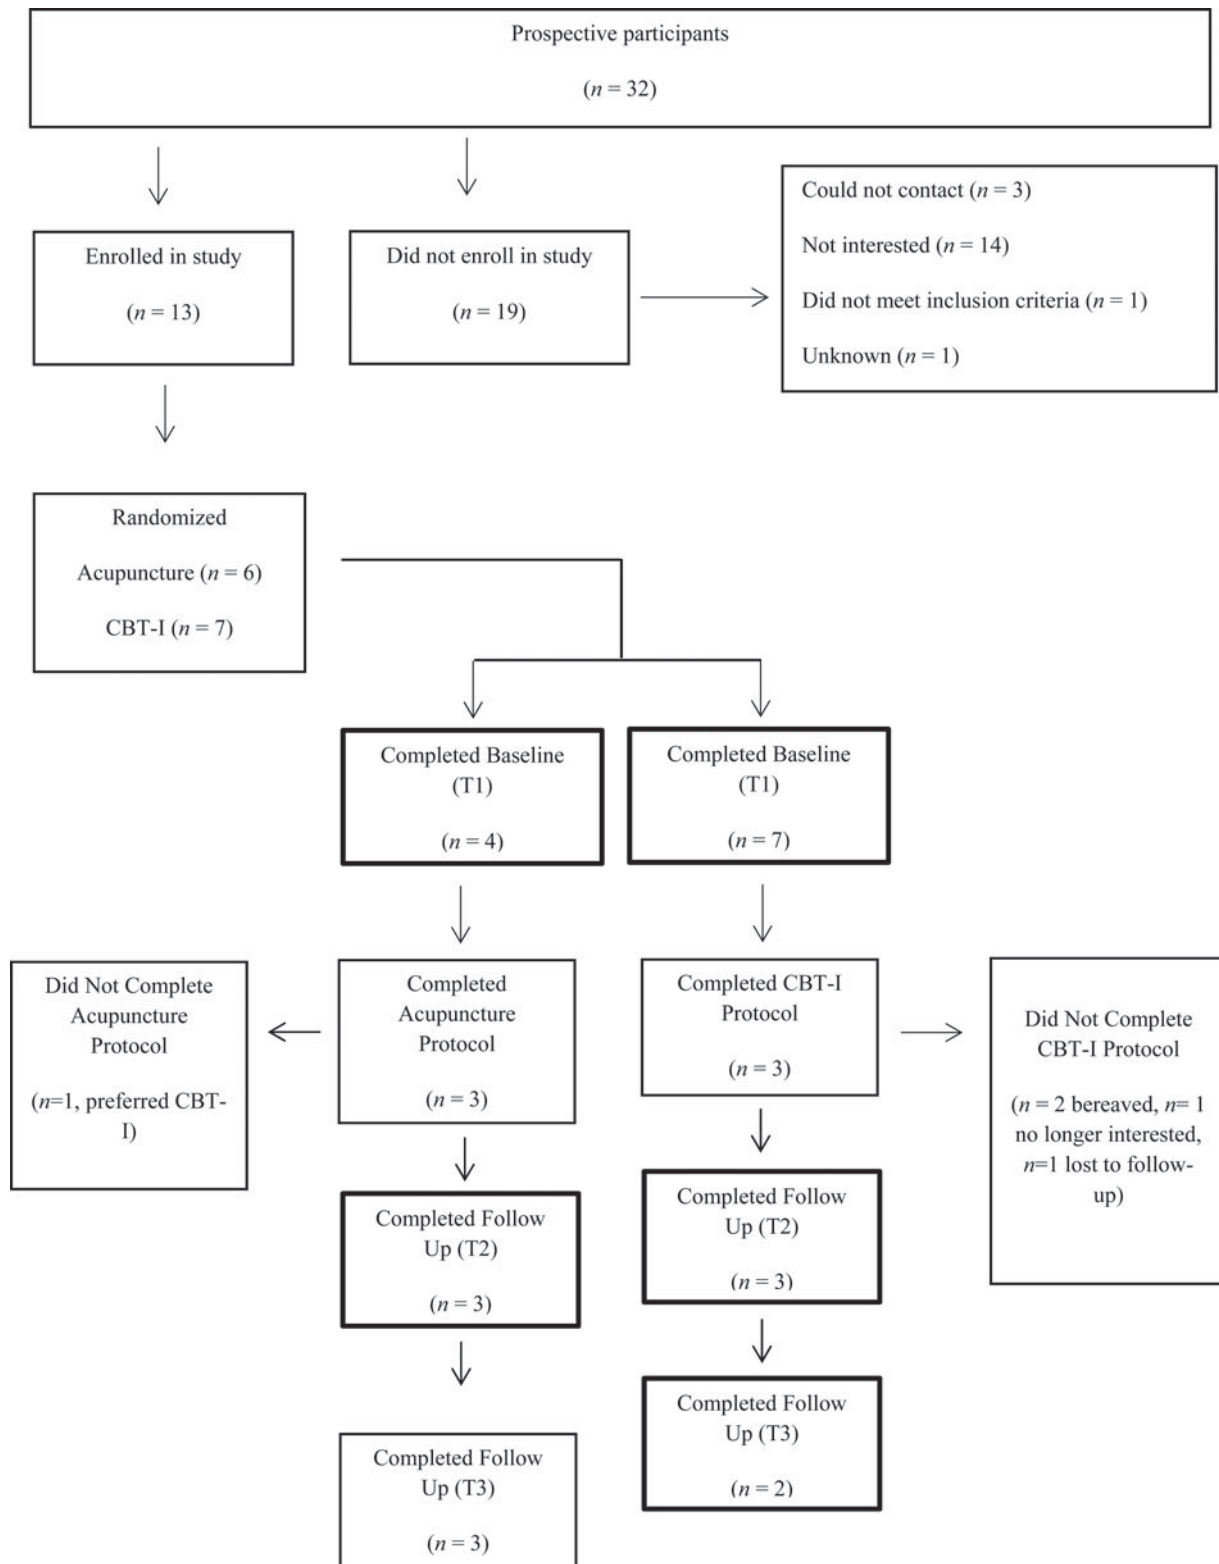 Prospective participants
(n = 32)
Enrolled in study
(n = 13)
Did not enroll in study
(n = 19)
Could not contact (n = 3)
Not interested (n = 14)
Did not meet inclusion criteria (n = 1)
Unknown (n = 1)
Randomized
Acupuncture (n = 6)
CBT-I (n = 7)
Completed Baseline
(T1)
(n = 4)
Completed Baseline
(T1)
(n = 7)
Did Not Complete
Acupuncture
Protocol
(n=1, preferred CBT-
I)
Completed
Acupuncture
Protocol
(n = 3)
Completed CBT-I
Protocol
(n = 3)
Did Not Complete
CBT-I Protocol
(n = 2 bereaved, n= 1
no longer interested,
n=1 lost to follow-
up)
Completed Follow
Up (T2)
(n = 3)
Completed Follow
Up (T2)
(n = 3)
Completed Follow
Up (T3)
(n = 3)
Completed Follow
Up (T3)
(n = 2)